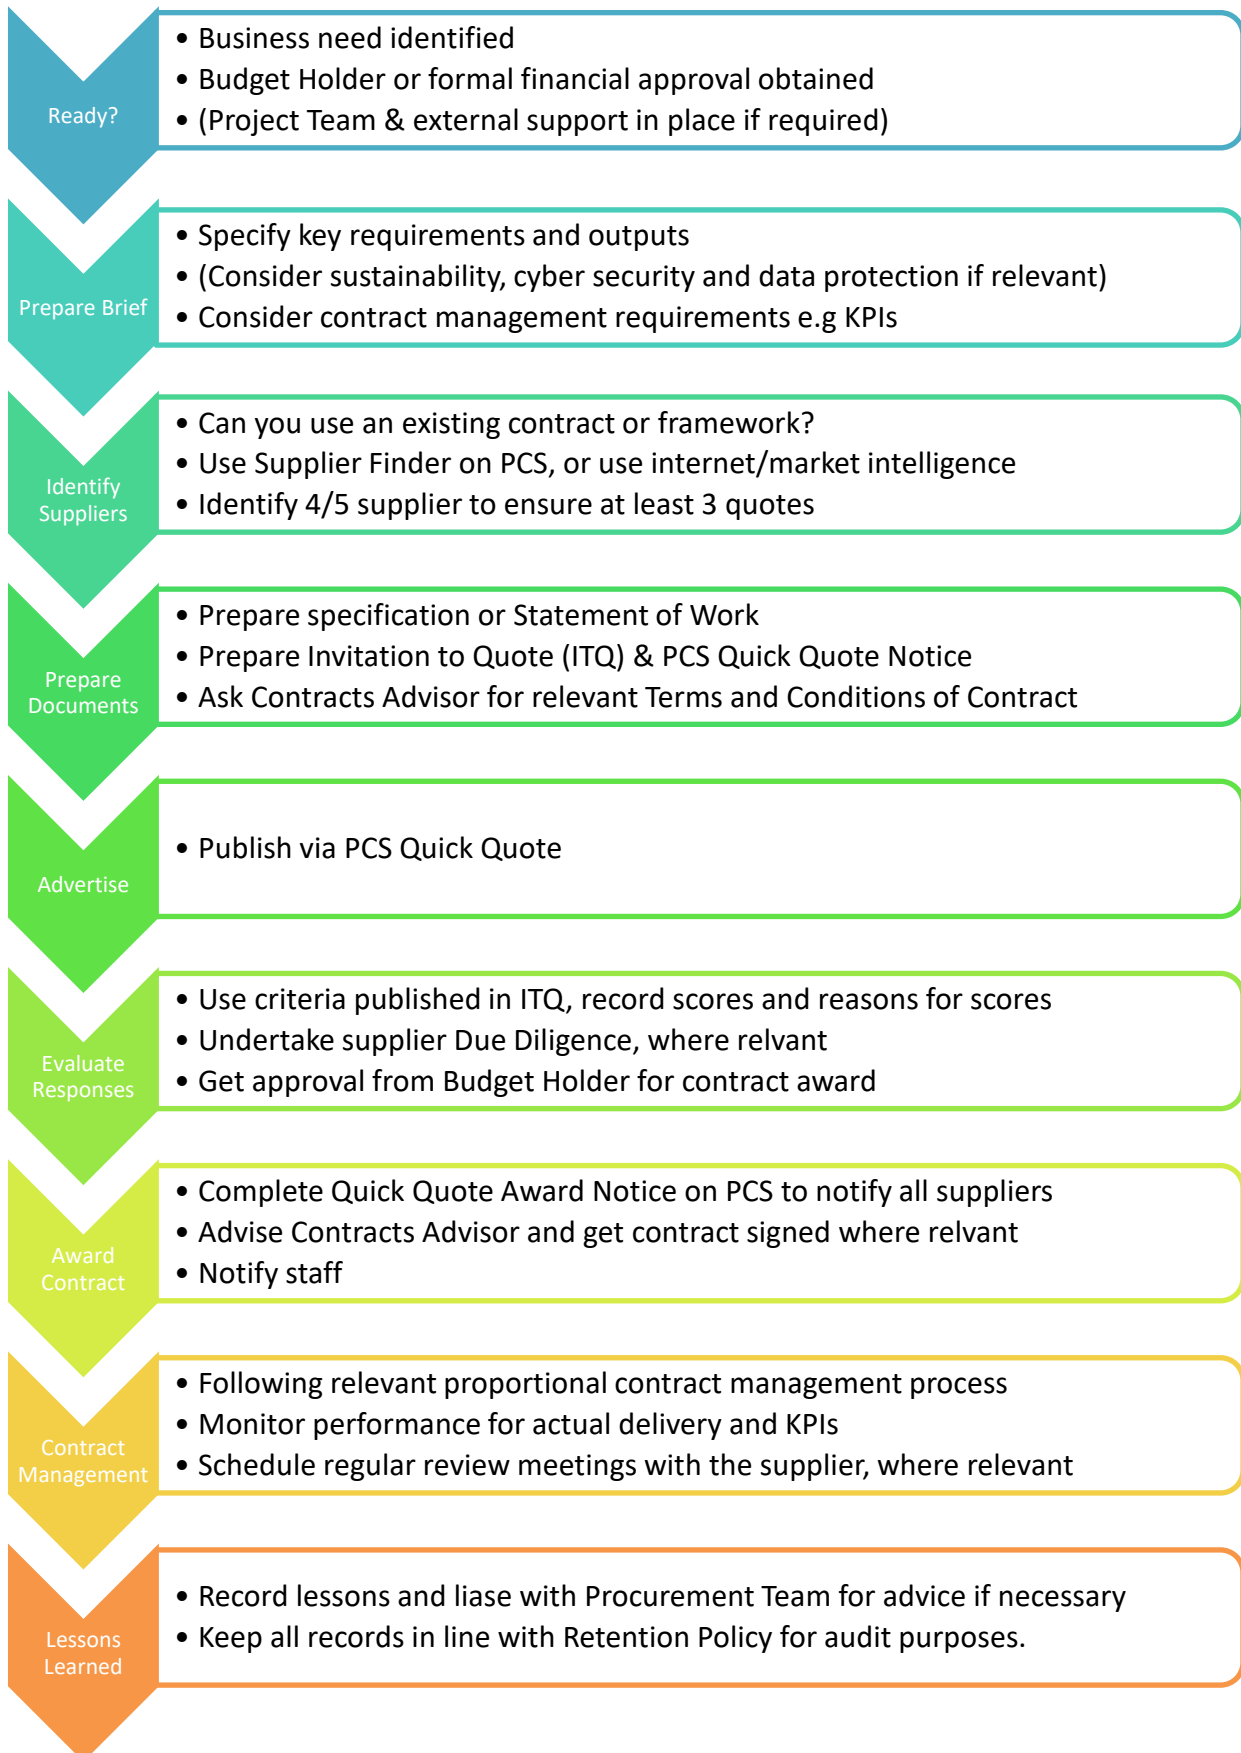 Ready?
• Business need identified
• Budget Holder or formal financial approval obtained
• (Project Team & external support in place if required)
Prepare Brief
• Specify key requirements and outputs
• (Consider sustainability, cyber security and data protection if relevant)
• Consider contract management requirements e.g KPIs
Identify
Suppliers
• Can you use an existing contract or framework?
• Use Supplier Finder on PCS, or use internet/market intelligence
• Identify 4/5 supplier to ensure at least 3 quotes
Prepare
Documents
• Prepare specification or Statement of Work
• Prepare Invitation to Quote (ITQ) & PCS Quick Quote Notice
• Ask Contracts Advisor for relevant Terms and Conditions of Contract
Advertise
• Publish via PCS Quick Quote
Evaluate
Responses
• Use criteria published in ITQ, record scores and reasons for scores
• Undertake supplier Due Diligence, where relvant
• Get approval from Budget Holder for contract award
Award
Contract
• Complete Quick Quote Award Notice on PCS to notify all suppliers
• Advise Contracts Advisor and get contract signed where relvant
• Notify staff
Contract
Management
• Following relevant proportional contract management process
• Monitor performance for actual delivery and KPIs
• Schedule regular review meetings with the supplier, where relevant
Lessons
Learned
• Record lessons and liase with Procurement Team for advice if necessary
• Keep all records in line with Retention Policy for audit purposes.